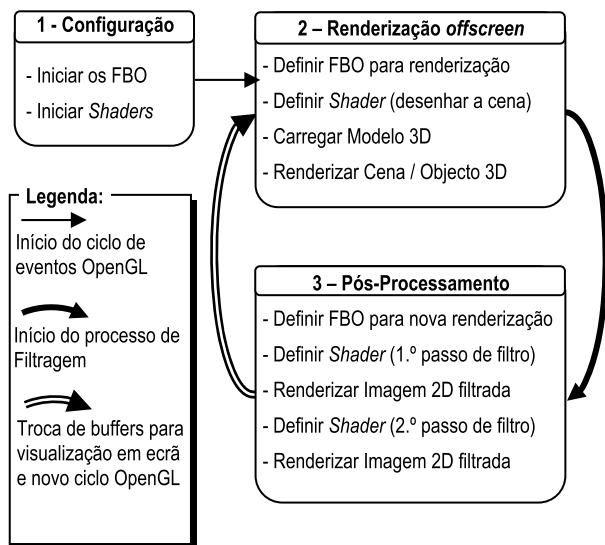 1 - Configuração
- Iniciar os FBO
- Iniciar Shaders
2 – Renderização offscreen
- Definir FBO para renderização
- Definir Shader (desenhar a cena)
- Carregar Modelo 3D
- Renderizar Cena / Objecto 3D
3 – Pós-Processamento
- Definir FBO para nova renderização
- Definir Shader (1.º passo de filtro)
- Renderizar Imagem 2D filtrada
- Definir Shader (2.º passo de filtro)
- Renderizar Imagem 2D filtrada
Legenda:
Início do ciclo de
eventos OpenGL
Início do processo de
Filtragem
Troca de buffers para
visualização em ecrã
e novo ciclo OpenGL